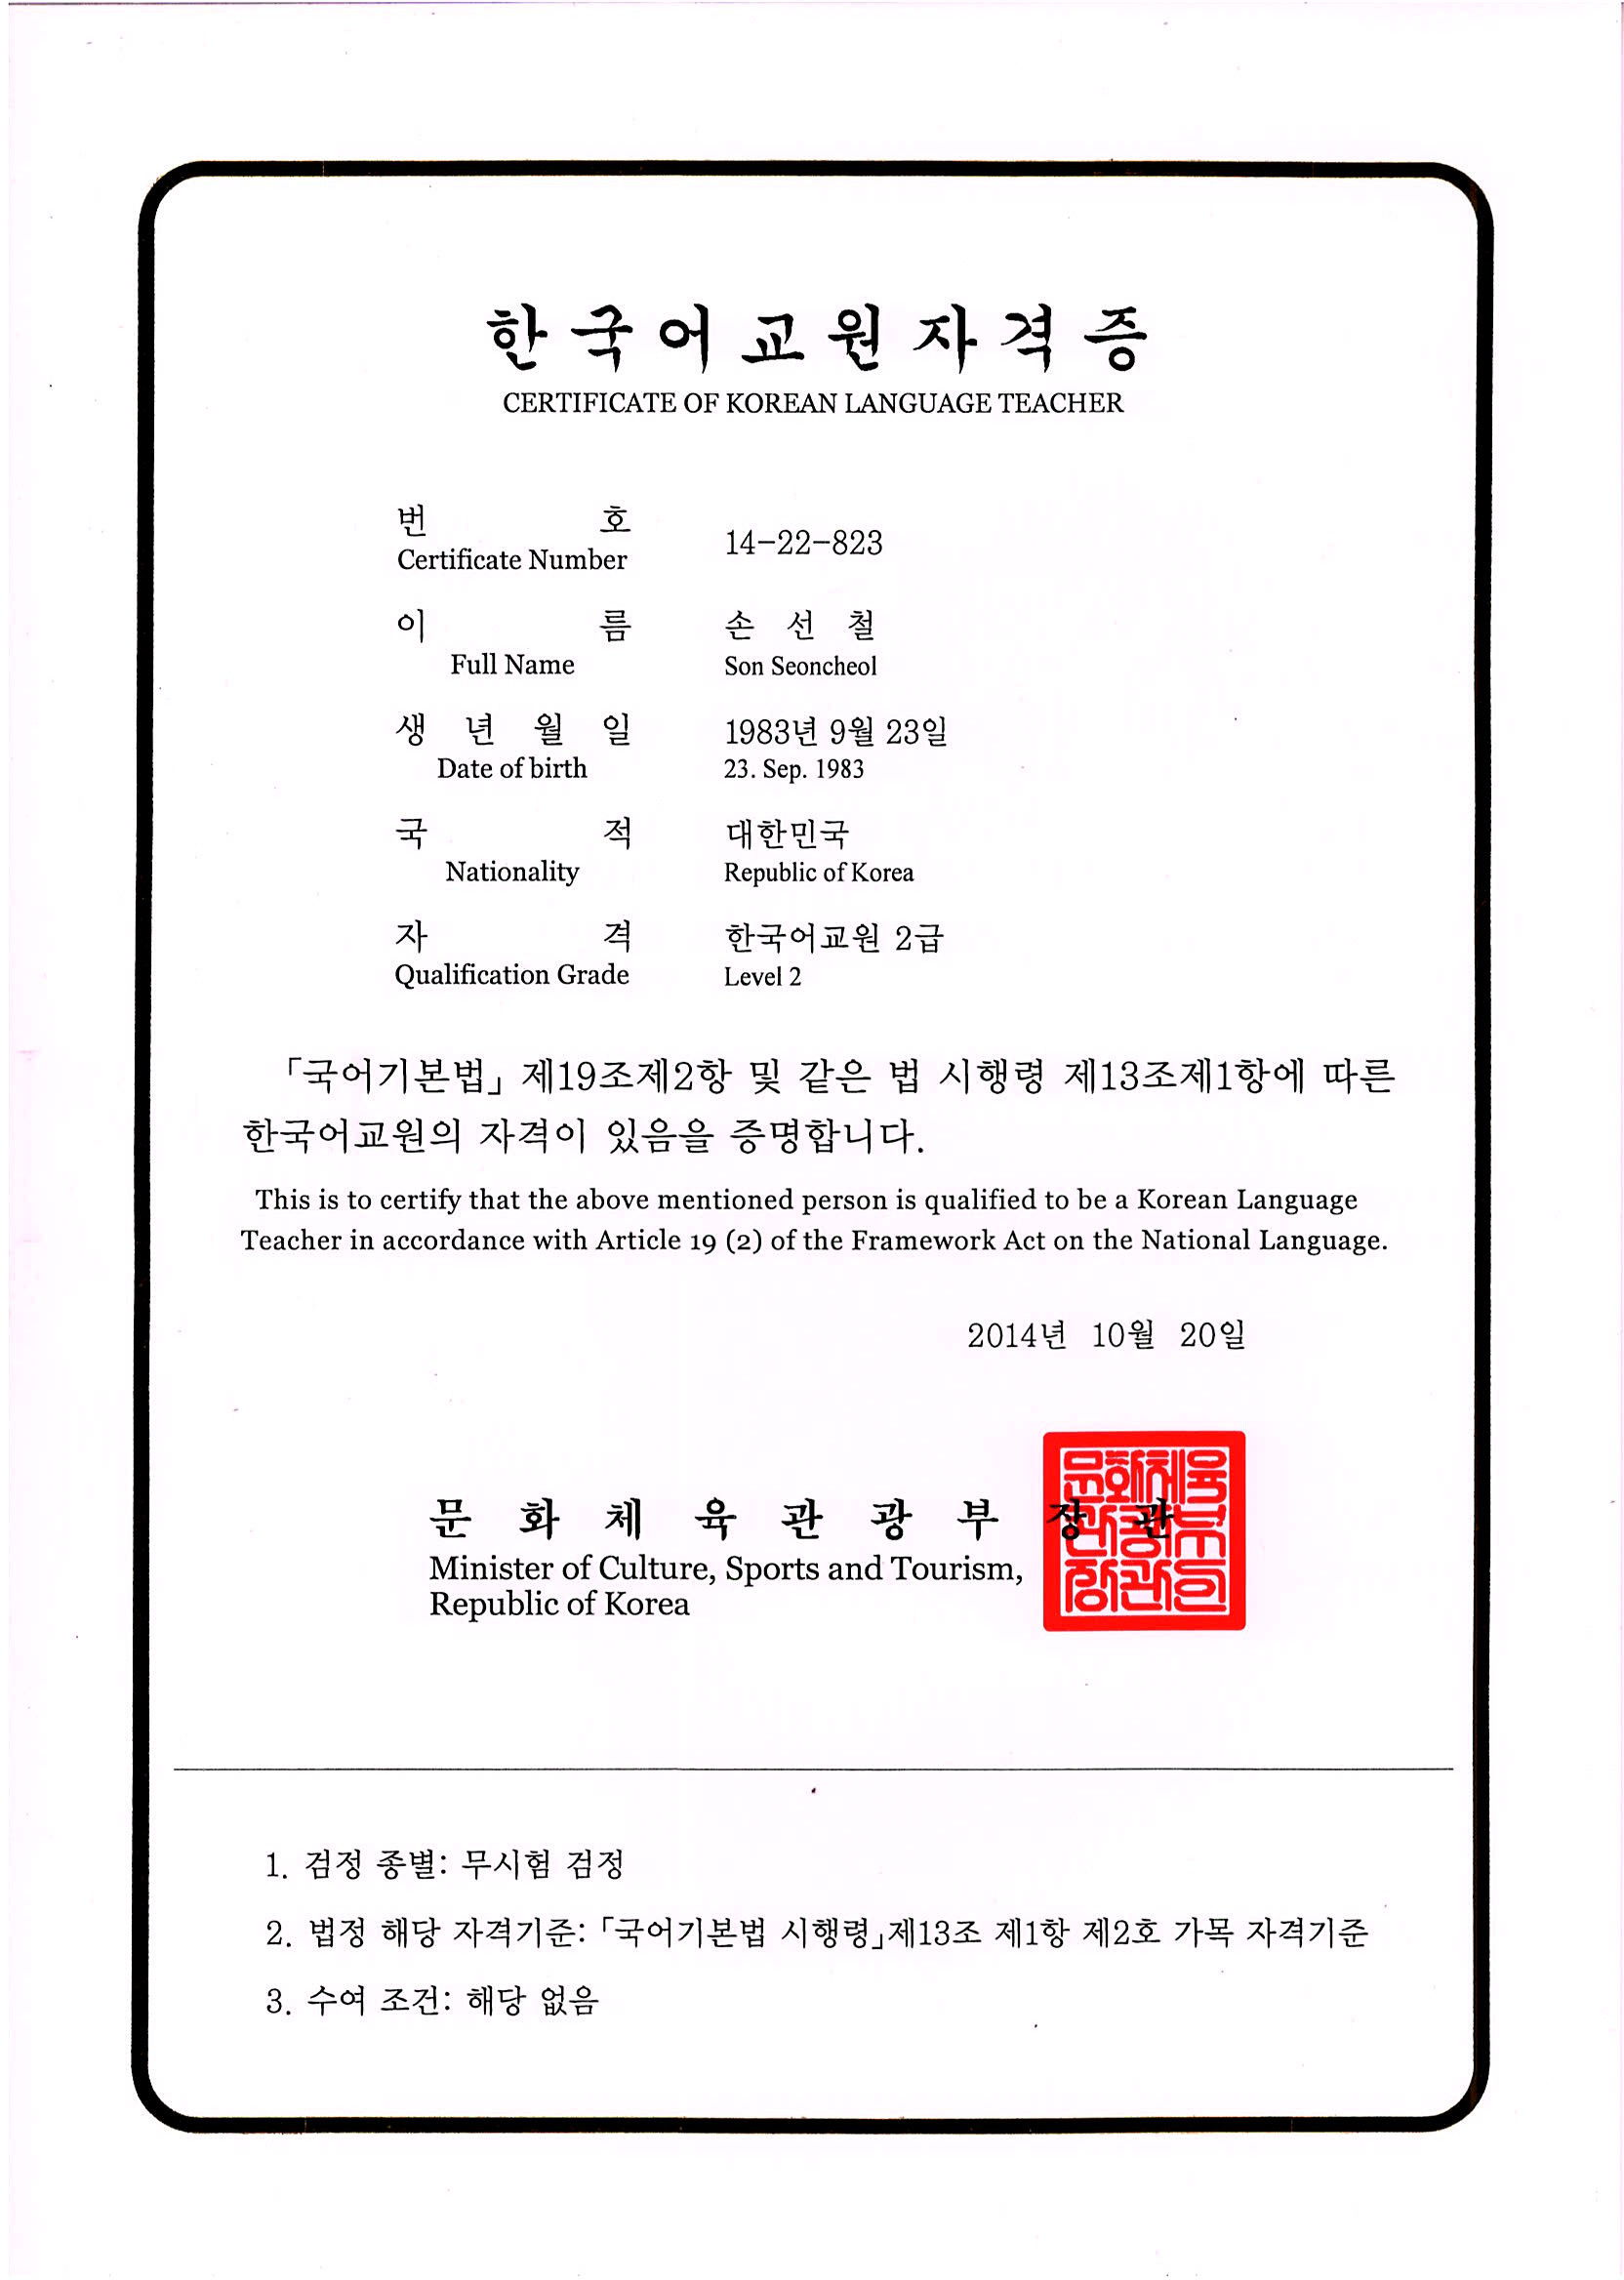 한국어교원자격증
CERTIFICATE OF KOREAN LANGUAGE TEACHER
번 호
Certificate Number
14-22-823
이 름
Full Name
손 선 철
Son Seoncheol
생 년 월 일
Date of birth
1983년 9월 23일
23. Sep. 1983
국 적
Nationality
대한민국
Republic of Korea
자 격
Qualification Grade
한국어교원 2급
Level 2
「국어기본법」 제19조제2항 및 같은 법 시행령 제13조제1항에 따른
한국어교원의 자격이 있음을 증명합니다.
This is to certify that the above mentioned person is qualified to be a Korean Language
Teacher in accordance with Article 19 (2) of the Framework Act on the National Language.
2014년 10월 20일
문 화 체 육 관 광 부 장 관
Minister of Culture, Sports and Tourism,
Republic of Korea
문화체육
관광부
장관인
1. 검정 종별: 무시험 검정
2. 법정 해당 자격기준: 「국어기본법 시행령」제13조 제1항 제2호 가목 자격기준
3. 수여 조건: 해당 없음